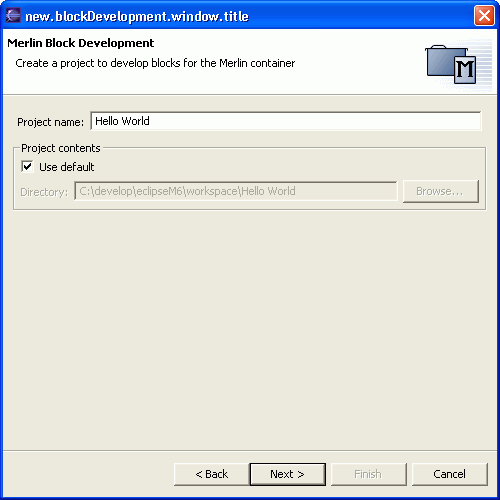 new.blockDevelopment.window.title
Merlin Block Development
Create a project to develop blocks for the Merlin container
M
Project name: Hello World
Project contents
Use default
Directory: C:\develop\eclipseM6\workspace\Hello World Browse...
< Back Next > Finish Cancel